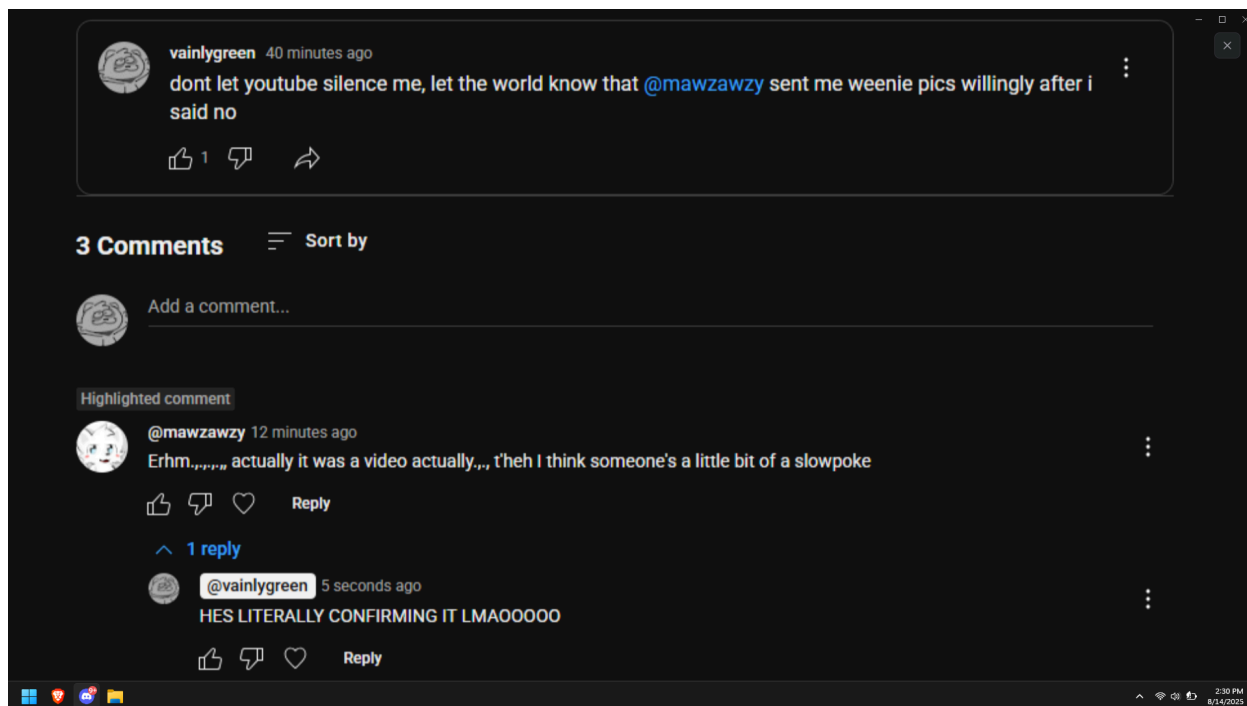 vainlygreen 40 minutes ago
dont let youtube silence me, let the world know that @mawzawzy sent me weenie pics willingly after i
said no
1
3 Comments Sort by
Add a comment...
Highlighted comment
@mawzawzy 12 minutes ago
Erhm.,.,.,.,,, actually it was a video actually.,., t'heh I think someone's a little bit of a slowpoke
Reply
1 reply
@vainlygreen 5 seconds ago
HES LITERALLY CONFIRMING IT LMAOOOOO
Reply
2:30 PM
8/14/2025